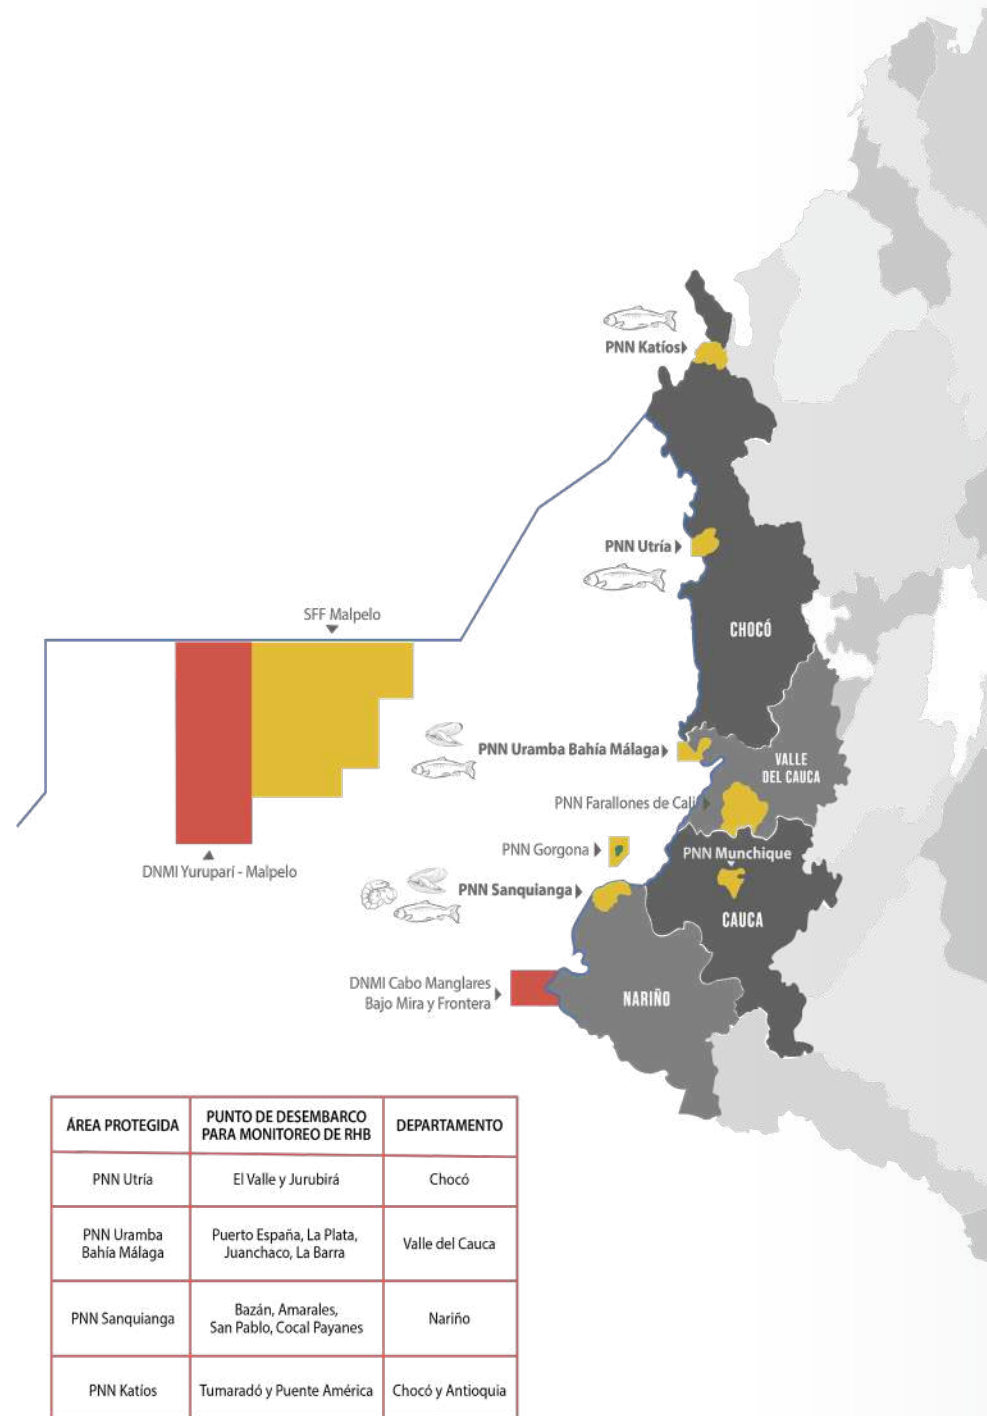 PNN Katíos
PNN Utría
CHOCÓ
SFF Malpelo
PNN Uramba Bahía Málaga
VALLE
DEL CAUCA
PNN Farallones de Cali
PNN Gorgona
PNN Munchique
DNMI Yuruparí - Malpelo
PNN Sanquianga
CAUCA
DNMI Cabo Manglares
Bajo Mira y Frontera
NARIÑO
ÁREA PROTEGIDA
PUNTO DE DESEMBARCO
PARA MONITOREO DE RHB
DEPARTAMENTO
PNN Utría
El Valle y Jurubirá
Chocó
PNN Uramba
Bahía Málaga
Puerto España, La Plata,
Juanchaco, La Barra
Valle del Cauca
PNN Sanquianga
Bazán, Amarales,
San Pablo, Cocal Payanes
Nariño
PNN Katíos
Tumaradó y Puente América
Chocó y Antioquia